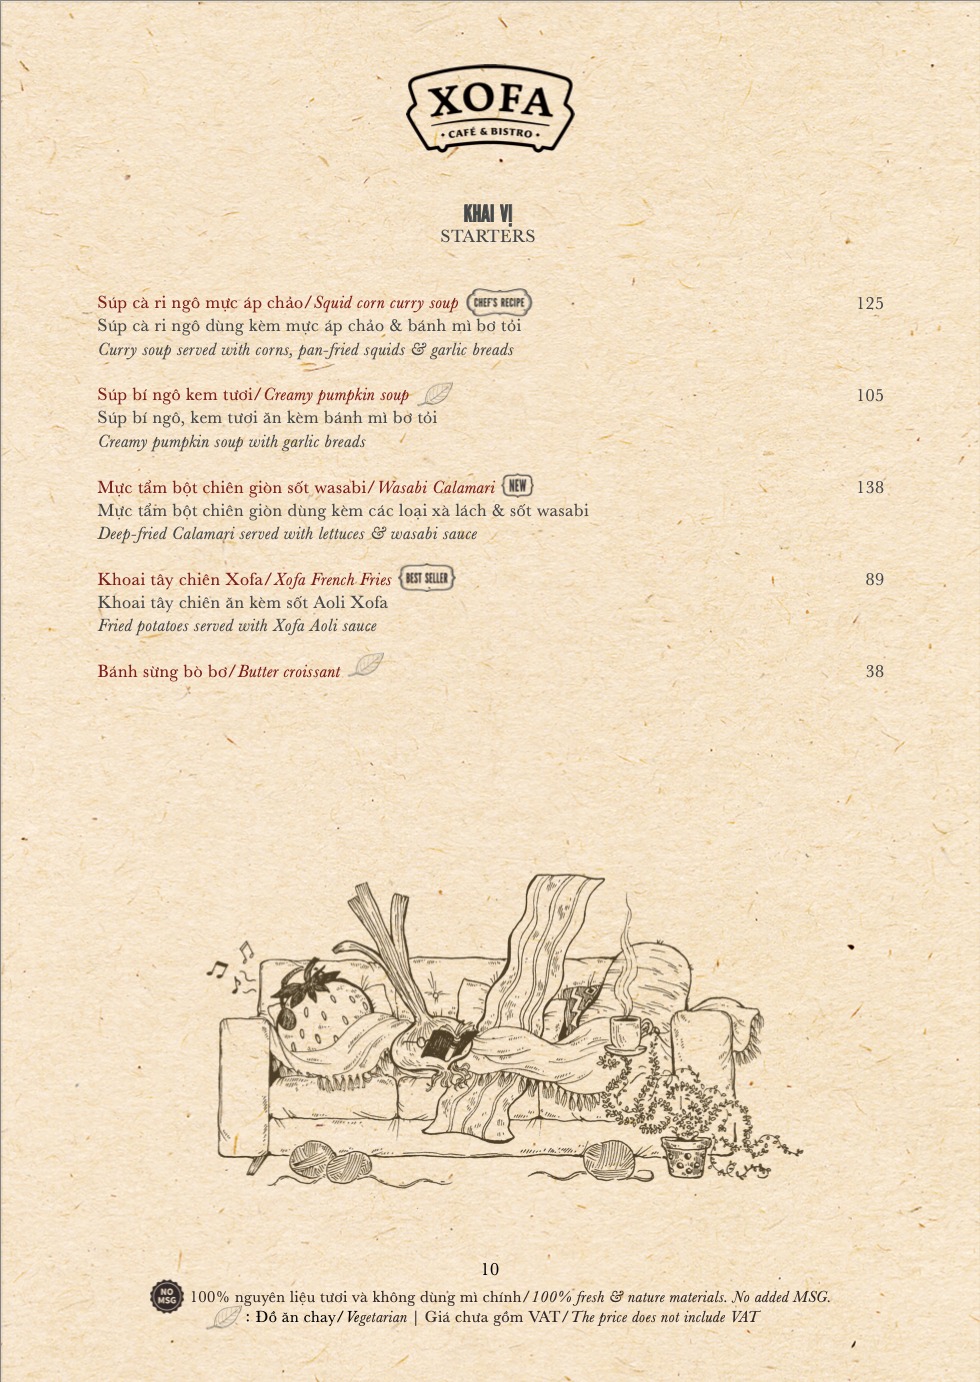 XOFA
• CAFÉ & BISTRO •
KHAI VỊ
STARTERS
Súp cà ri ngô mực áp chảo/Squid corn curry soup CHEF'S RECIPE 125
Súp cà ri ngô dùng kèm mực áp chảo & bánh mì bơ tỏi
Curry soup served with corns, pan-fried squids & garlic breads
Súp bí ngô kem tươi/Creamy pumpkin soup 105
Súp bí ngô, kem tươi ăn kèm bánh mì bơ tỏi
Creamy pumpkin soup with garlic breads
Mực tẩm bột chiên giòn sốt wasabi/Wasabi Calamari NEW 138
Mực tẩm bột chiên giòn dùng kèm các loại xà lách & sốt wasabi
Deep-fried Calamari served with lettuces & wasabi sauce
Khoai tây chiên Xofa/Xofa French Fries BEST SELLER 89
Khoai tây chiên ăn kèm sốt Aoli Xofa
Fried potatoes served with Xofa Aoli sauce
Bánh sừng bò bơ/Butter croissant 38
10
NO MSG 100% nguyên liệu tươi và không dùng mì chính/100% fresh & nature materials. No added MSG.
: Đồ ăn chay/Vegetarian | Giá chưa gồm VAT/The price does not include VAT